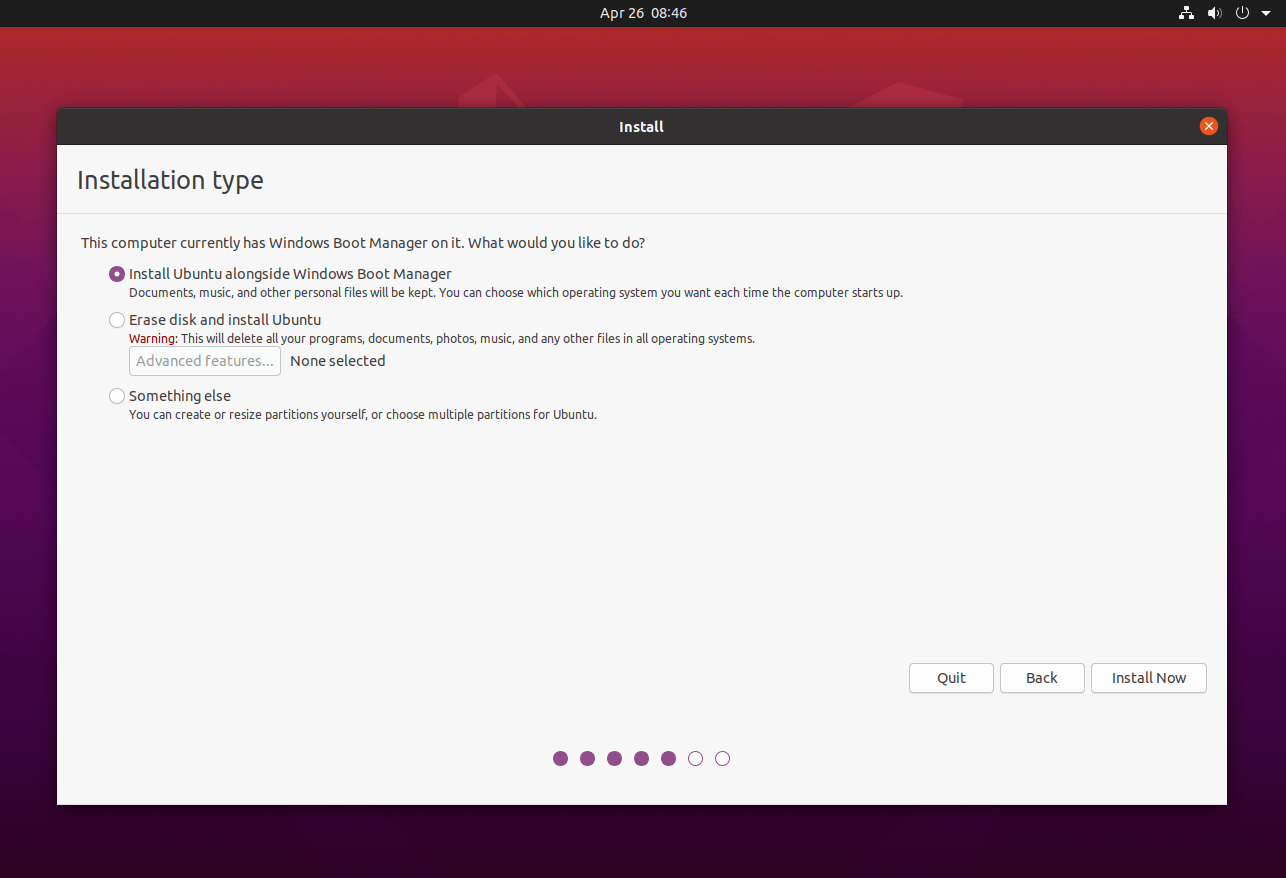 Apr 26 08:46
Install
Installation type
This computer currently has Windows Boot Manager on it. What would you like to do?
Install Ubuntu alongside Windows Boot Manager
Documents, music, and other personal files will be kept. You can choose which operating system you want each time the computer starts up.
Erase disk and install Ubuntu
Warning: This will delete all your programs, documents, photos, music, and any other files in all operating systems.
Advanced features... None selected
Something else
You can create or resize partitions yourself, or choose multiple partitions for Ubuntu.
Quit Back Install Now